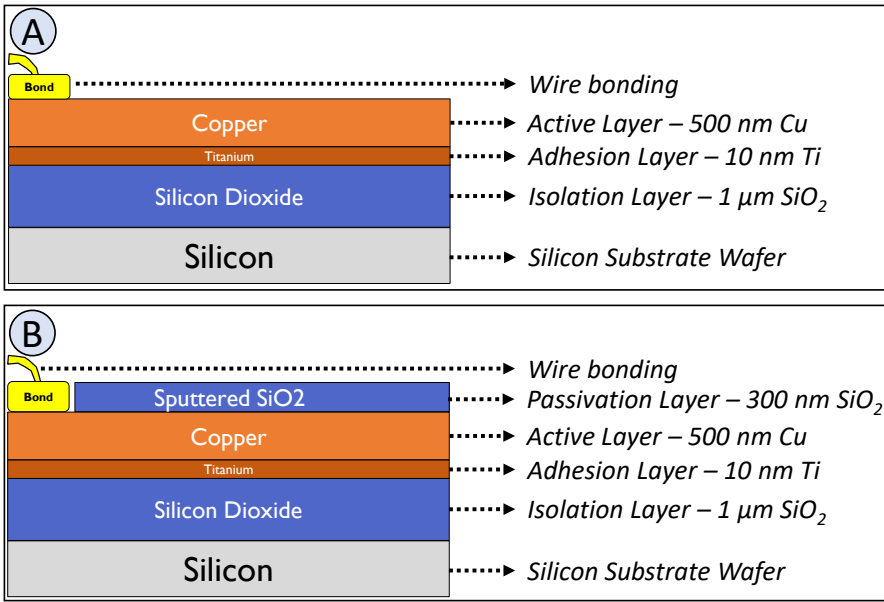 A
Bond
Wire bonding
Copper
Active Layer – 500 nm Cu
Titanium
Adhesion Layer – 10 nm Ti
Silicon Dioxide
Isolation Layer – 1 µm SiO₂
Silicon
Silicon Substrate Wafer
B
Wire bonding
Bond
Sputtered SiO2
Passivation Layer – 300 nm SiO₂
Copper
Active Layer – 500 nm Cu
Titanium
Adhesion Layer – 10 nm Ti
Silicon Dioxide
Isolation Layer – 1 µm SiO₂
Silicon
Silicon Substrate Wafer